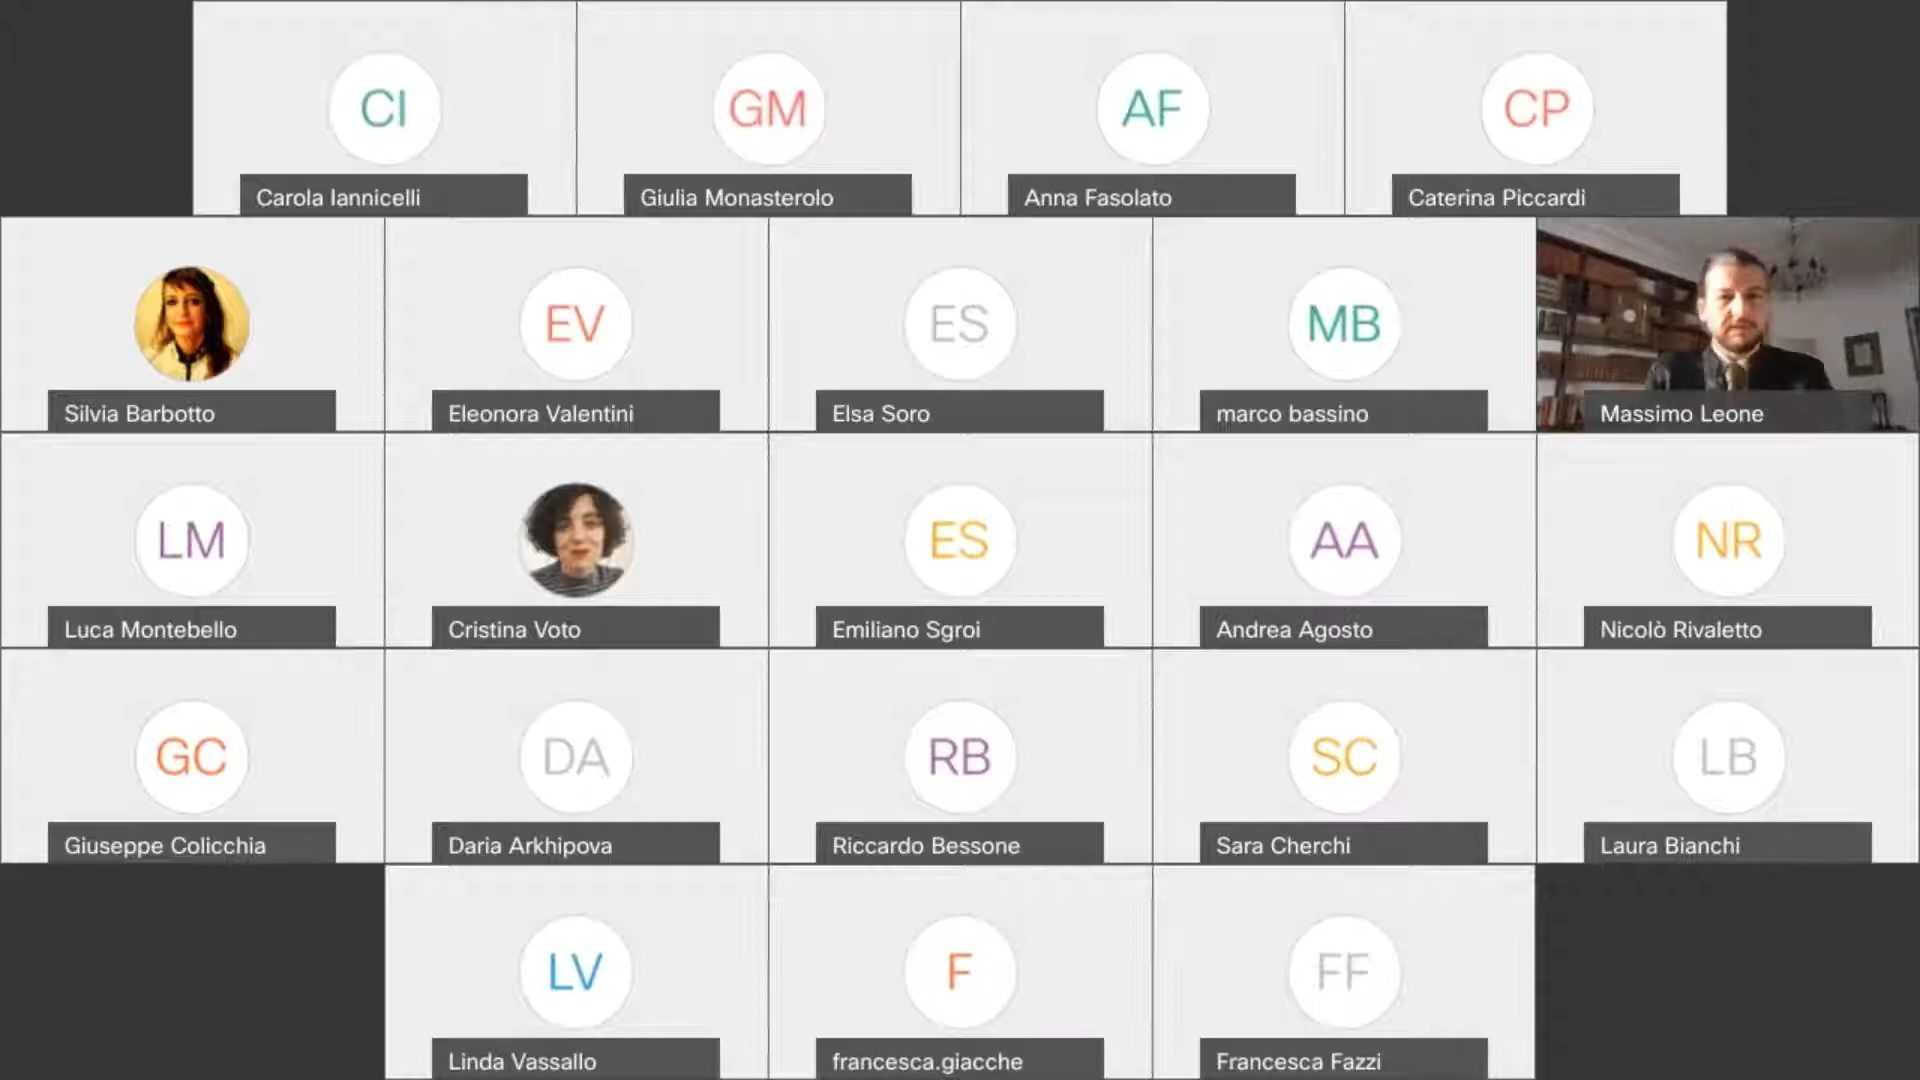 CI
GM
AF
CP
Carola Iannicelli
Giulia Monasterolo
Anna Fasolato
Caterina Piccardi
EV
ES
MB
Silvia Barbotto
Eleonora Valentini
Elsa Soro
marco bassino
Massimo Leone
LM
ES
AA
NR
Luca Montebello
Cristina Voto
Emiliano Sgroi
Andrea Agosto
Nicolò Rivaletto
GC
DA
RB
SC
LB
Giuseppe Colicchia
Daria Arkhipova
Riccardo Bessone
Sara Cherchi
Laura Bianchi
LV
F
FF
Linda Vassallo
francesca.giacche
Francesca Fazzi